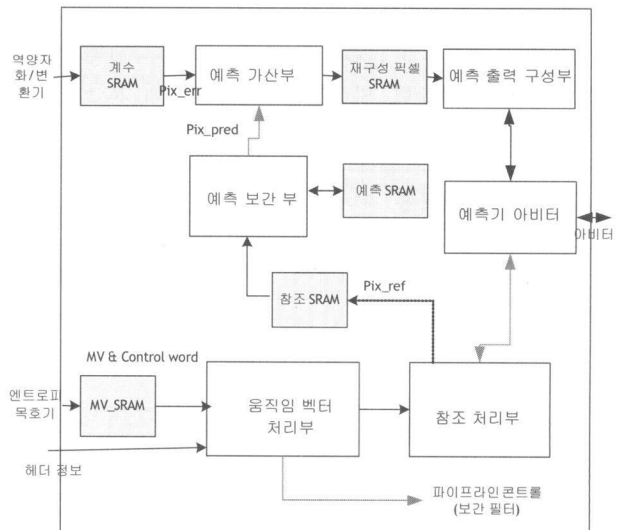 역양자
화/변
환기
계수
SRAM
Pix_err
예측 가산부
재구성 픽셀
SRAM
예측 출력 구성부
Pix_pred
예측 보간 부
예측 SRAM
예측기 아비터
아비터
참조 SRAM
Pix_ref
MV & Control word
엔트로피
목호기
MV_SRAM
움직임 벡터
처리부
참조 처리부
헤더 정보
파이프라인콘트롤
(보간 필터)